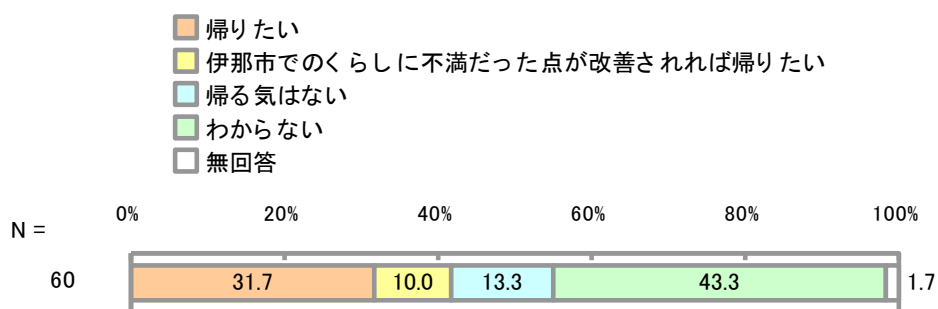 帰りたい
伊那市でのくらしに不満だった点が改善されれば帰りたい
帰る気はない
わからない
無回答
0% 20% 40% 60% 80% 100%
N =
60 31.7 10.0 13.3 43.3 1.7